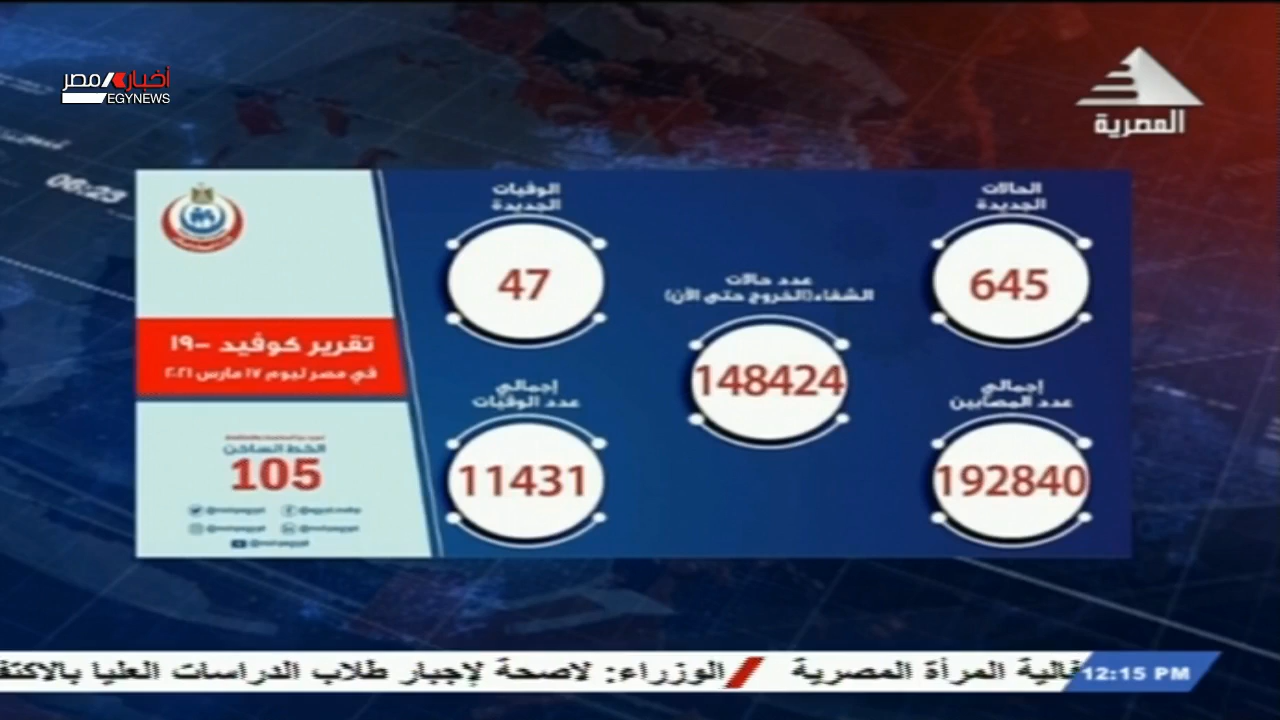 أخبار مصر
EGYNEWS
المصرية
الحالات
الجديدة
645
الوفيات
الجديدة
47
عدد حالات
الشفاء(الخروج حتى الآن)
148424
إجمالي
عدد المصابين
192840
إجمالي
عدد الوفيات
11431
تقرير كوفيد -١٩
في مصر ليوم ١٧ مارس ٢٠٢١
الخط الساخن
105
فالية المرأة المصرية / الوزراء: لاصحة لإجبار طلاب الدراسات العليا بالاكتف
12:15 PM